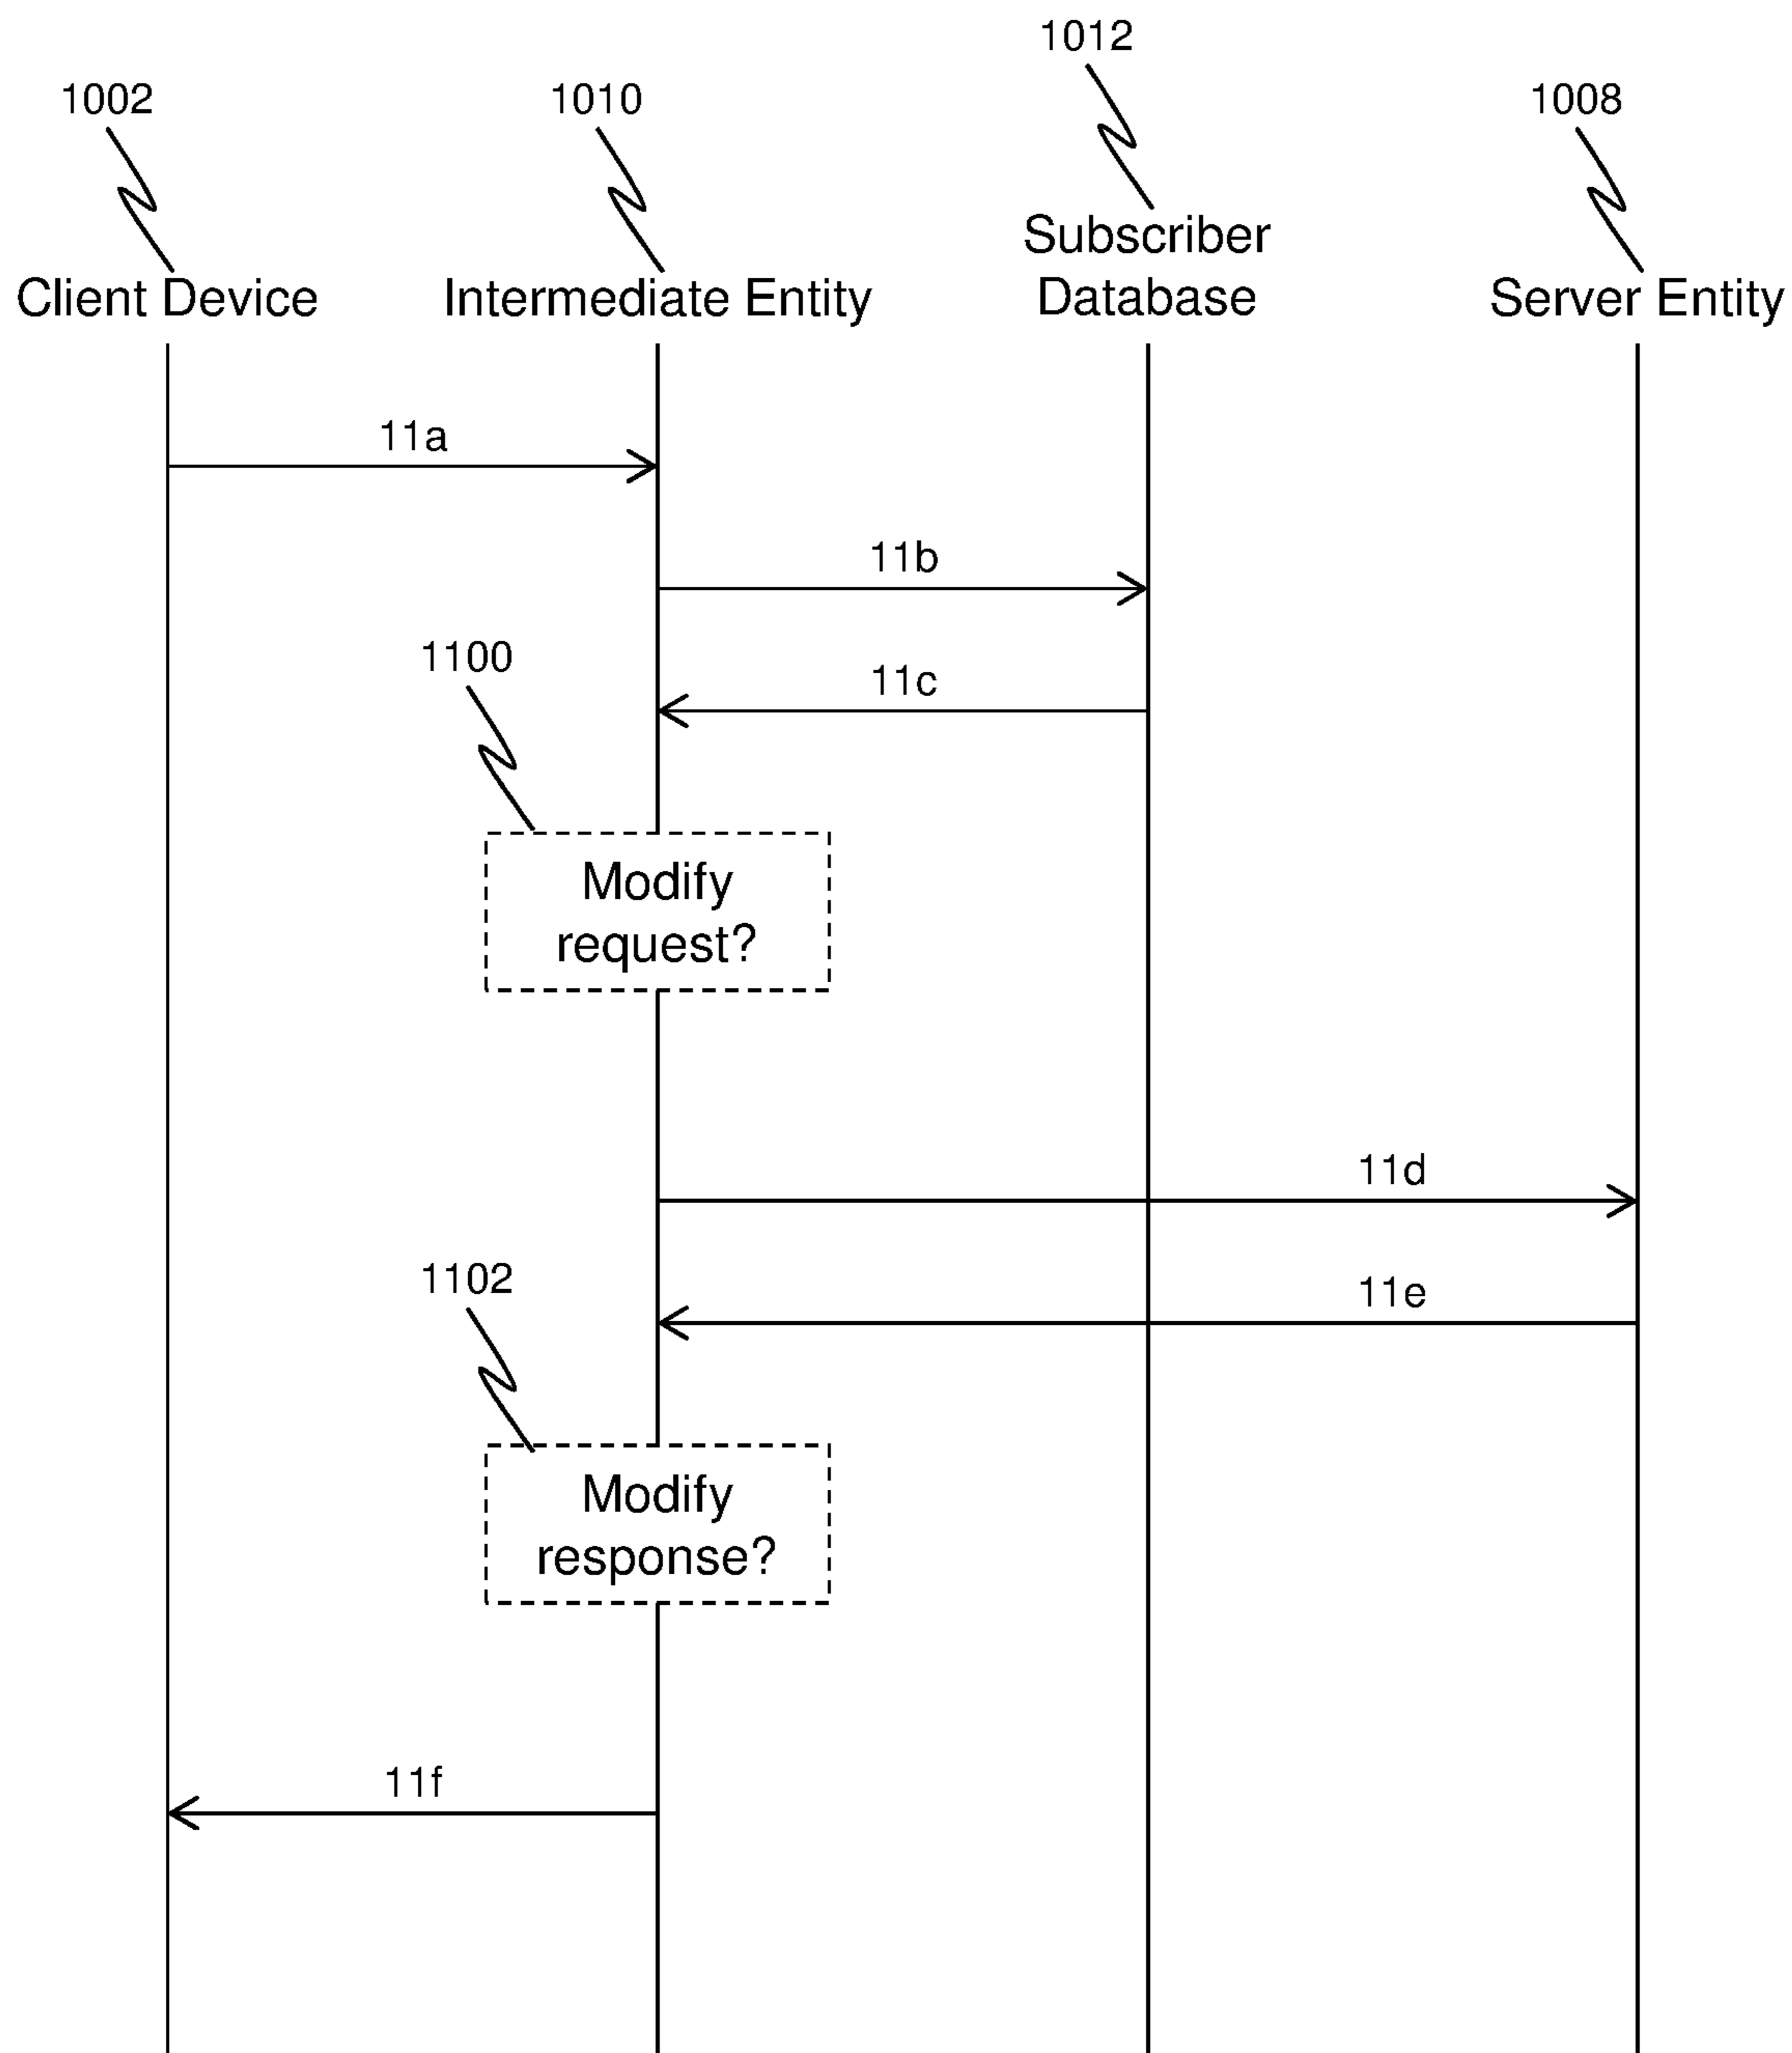 1012
1002
1010
1008
Subscriber
Database
Client Device
Intermediate Entity
Server Entity
11a
11b
1100
11c
Modify
request?
11d
1102
11e
Modify
response?
11f